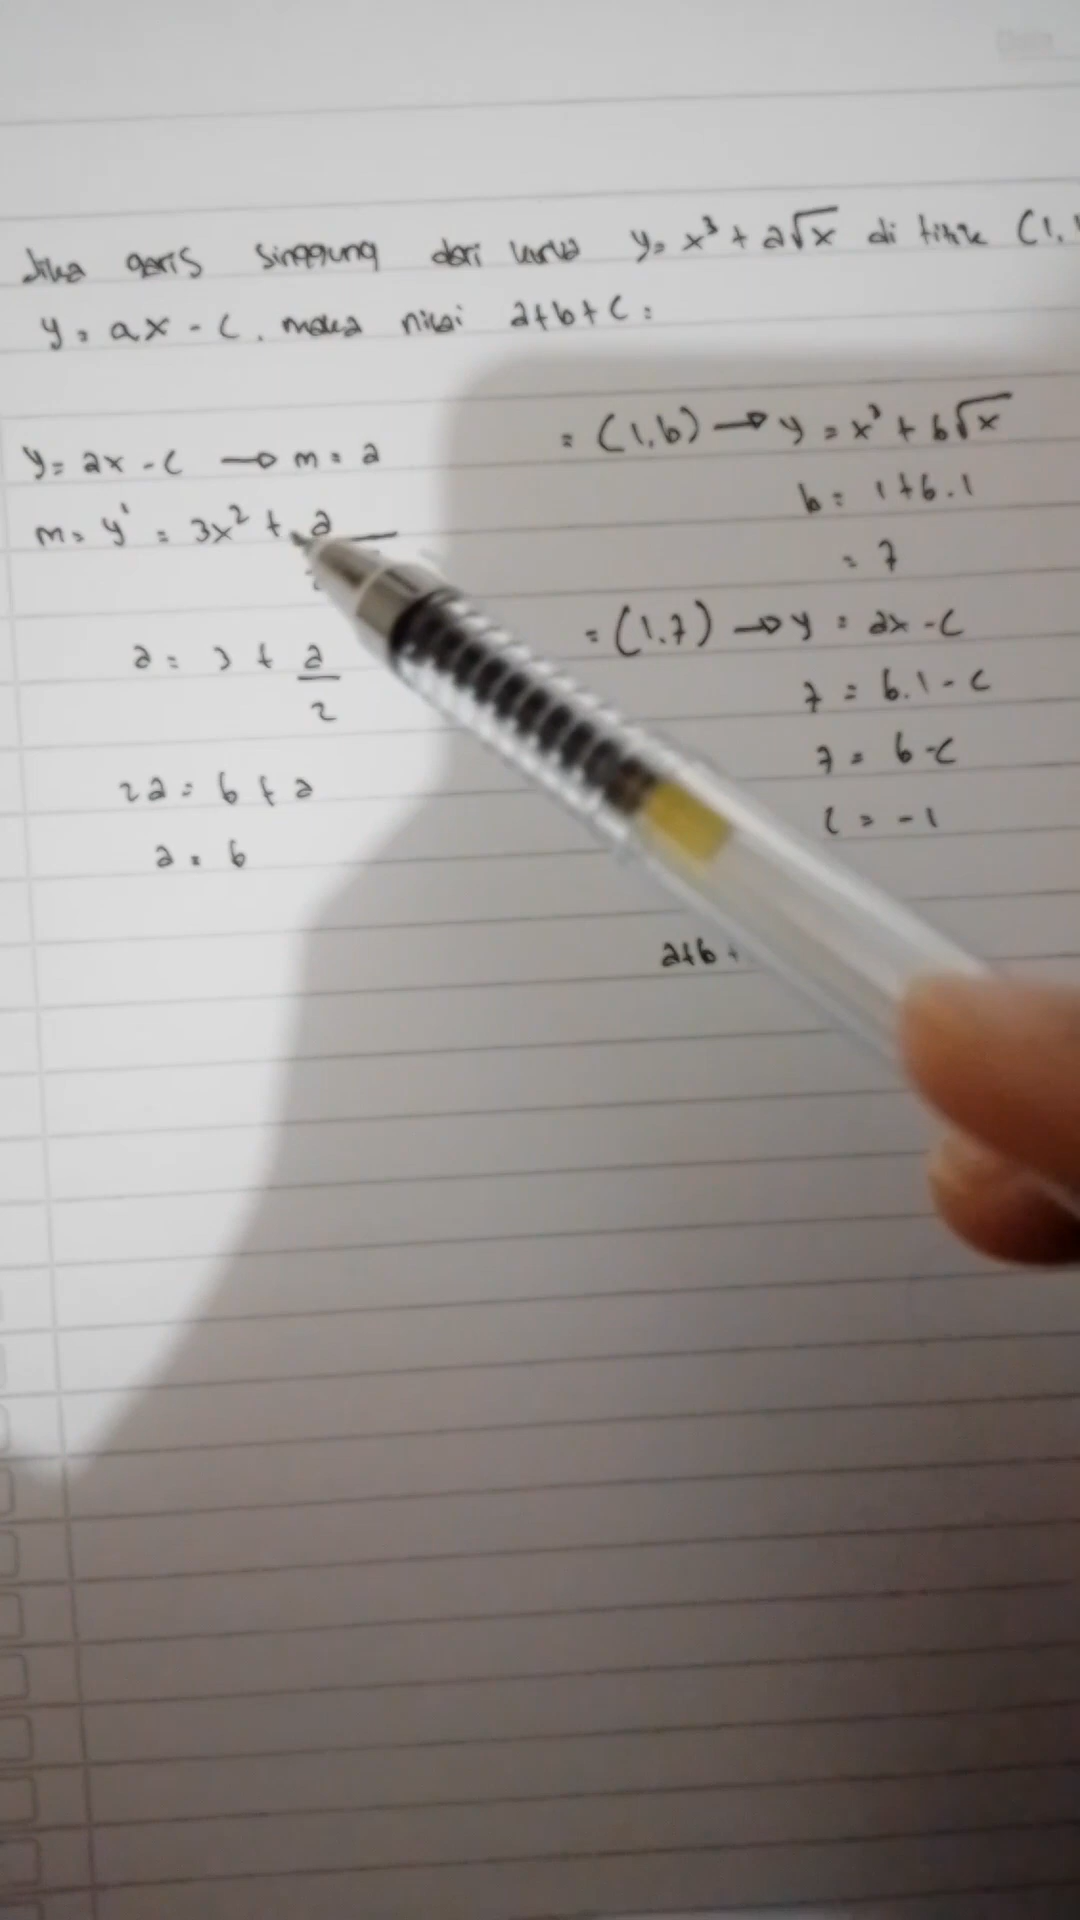 Jika garis singgung dari kurva y = x³ + a√x di titik (1,
y = ax - c. maka nilai a+b+c =
y = ax - c → m = a
m = y' = 3x² + a
a = 3 + a/2
2a = 6 + a
a = 6
= (1,b) → y = x³ + 6√x
b = 1+6.1
= 7
= (1,7) → y = ax - c
7 = 6.1 - c
7 = 6 - c
c = -1
a+b +